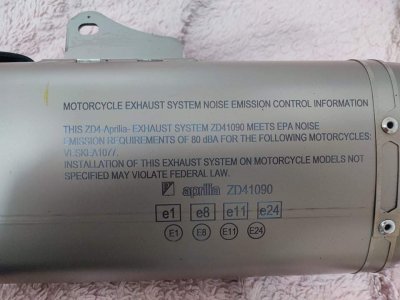 MOTORCYCLE EXHAUST SYSTEM NOISE EMISSION CONTROL INFORMATION
THIS ZD4-Aprilia- EXHAUST SYSTEM ZD41090 MEETS EPA NOISE
EMISSION REQUIREMENTS OF 80 dBA FOR THE FOLLOWING MOTORCYCLES:
INSTALLATION OF THIS EXHAUST SYSTEM ON MOTORCYCLE MODELS NOT
SPECIFIED MAY VIOLATE FEDERAL LAW.
aprilia ZD41090
e1 e8 e11 e24
E1 E8 E11 E24